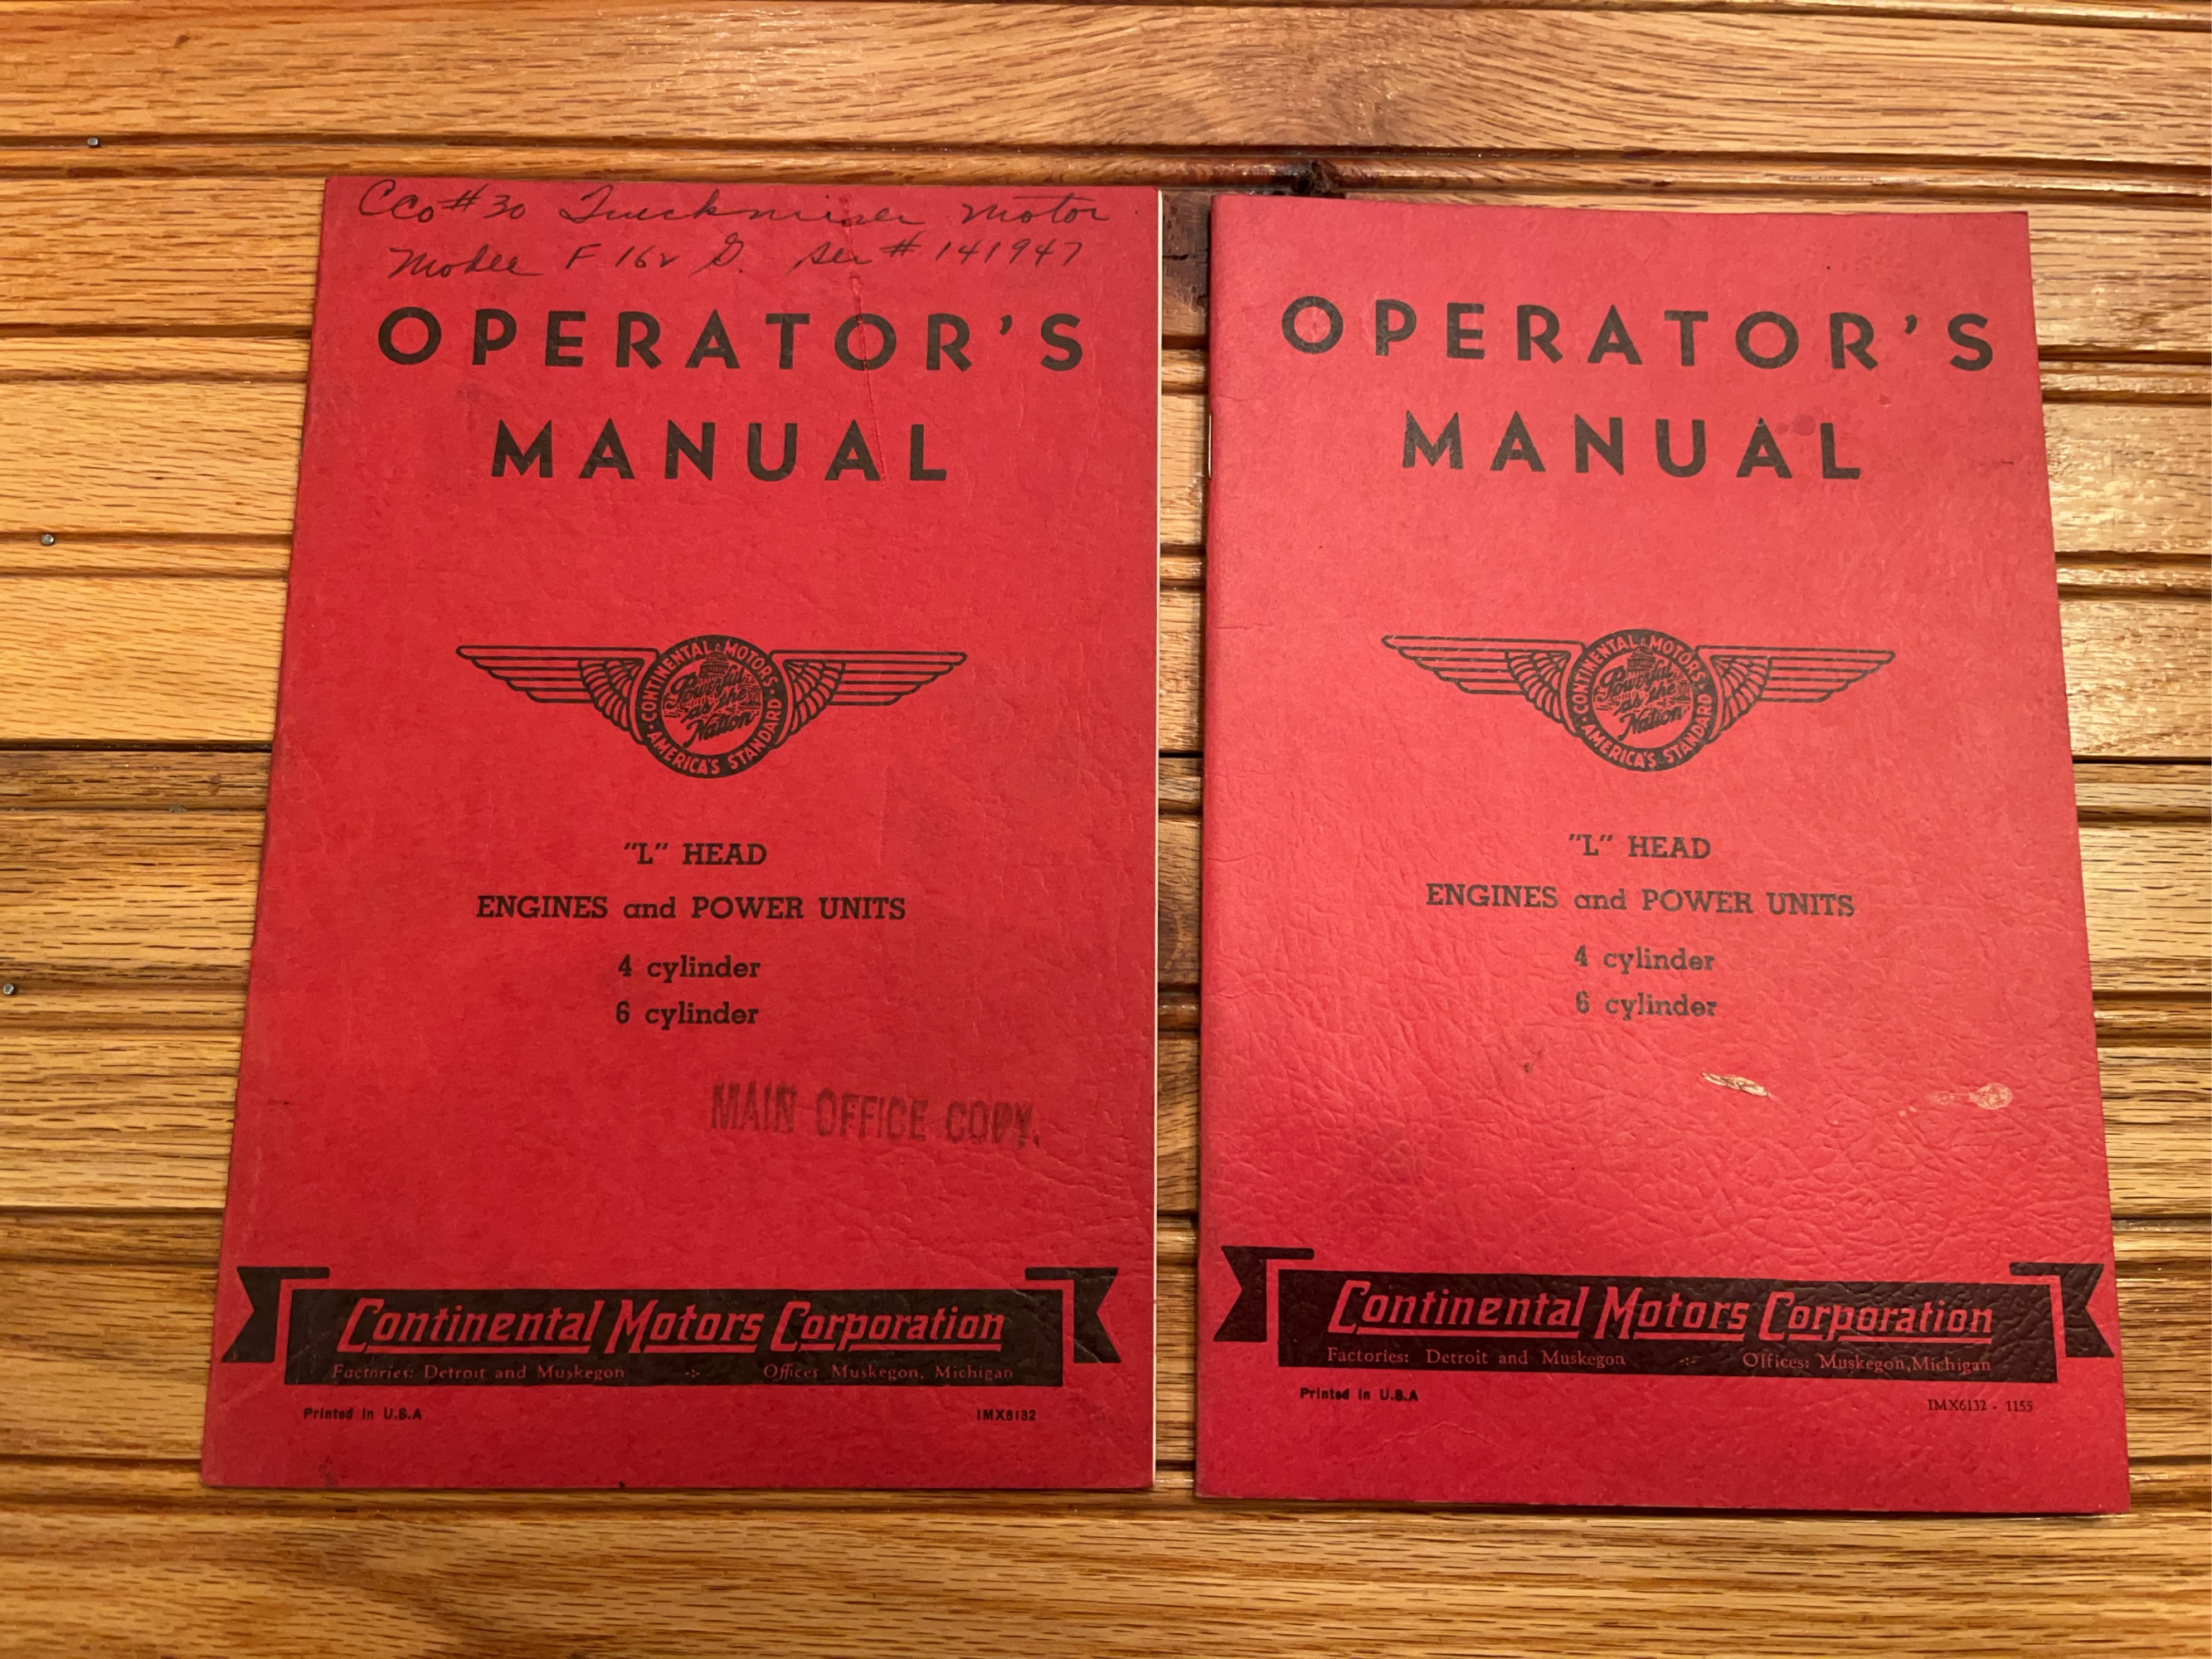 CCo #30 Truckmixer Motor
Model F 162 G. Ser # 141947
OPERATOR'S
MANUAL
CONTINENTAL MOTORS
Powerful
as the
Nation
AMERICA'S STANDARD
"L" HEAD
ENGINES and POWER UNITS
4 cylinder
6 cylinder
MAIN OFFICE COPY.
Continental Motors Corporation
Factories: Detroit and Muskegon -:- Offices Muskegon, Michigan
Printed in U.S.A IMX6132
OPERATOR'S
MANUAL
CONTINENTAL MOTORS
Powerful
as the
Nation
AMERICA'S STANDARD
"L" HEAD
ENGINES and POWER UNITS
4 cylinder
6 cylinder
Continental Motors Corporation
Factories: Detroit and Muskegon -:- Offices: Muskegon, Michigan
Printed in U.S.A IMX6132 - 1155